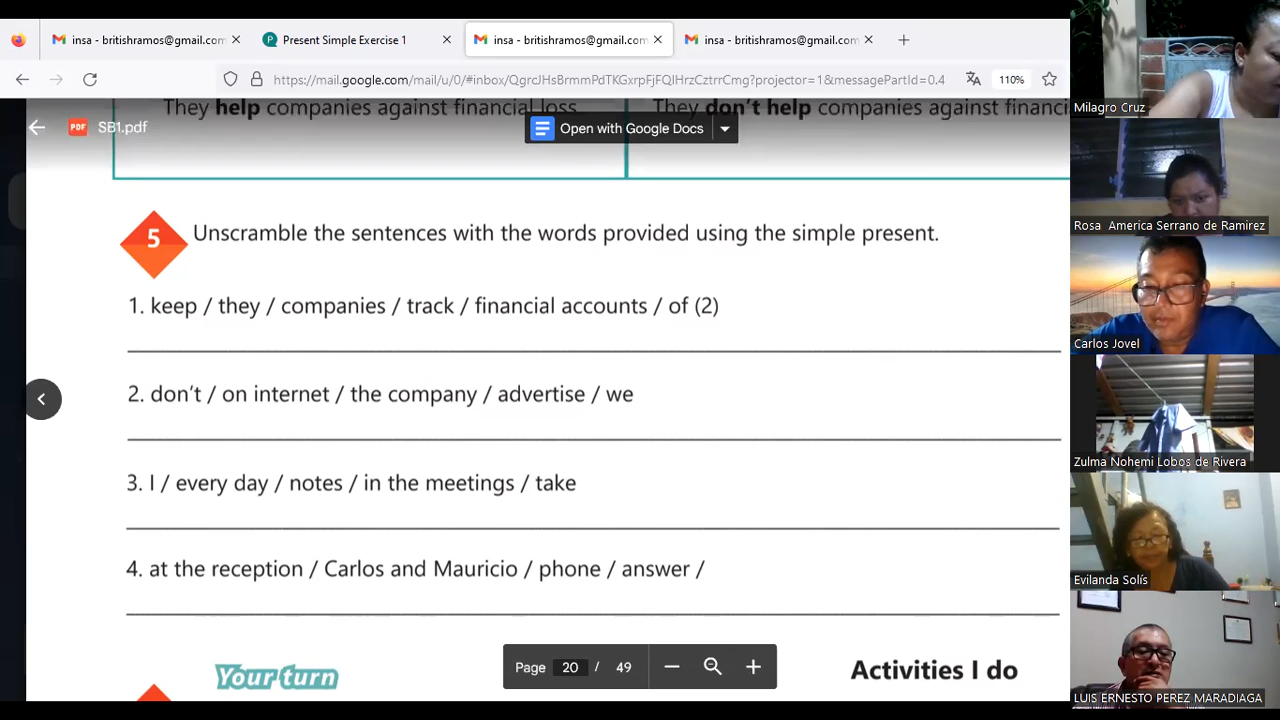 insa - britishramos@gmail.com
Present Simple Exercise 1
insa - britishramos@gmail.com
insa - britishramos@gmail.com
https://mail.google.com/mail/u/0/#inbox/QgrcJHsBrmmPdTKGxrpFjFQIHrzCztrrCmg?projector=1&messagePartId=0.4
110%
They help companies against financial loss.
They don't help companies against financi
PDF SB1.pdf
Open with Google Docs
5 Unscramble the sentences with the words provided using the simple present.
1. keep / they / companies / track / financial accounts / of (2)
2. don't / on internet / the company / advertise / we
3. I / every day / notes / in the meetings / take
4. at the reception / Carlos and Mauricio / phone / answer /
Your turn
Activities I do
Page 20 / 49
Milagro Cruz
Rosa America Serrano de Ramirez
Carlos Jovel
Zulma Nohemi Lobos de Rivera
Evilanda Solís
LUIS ERNESTO PEREZ MARADIAGA